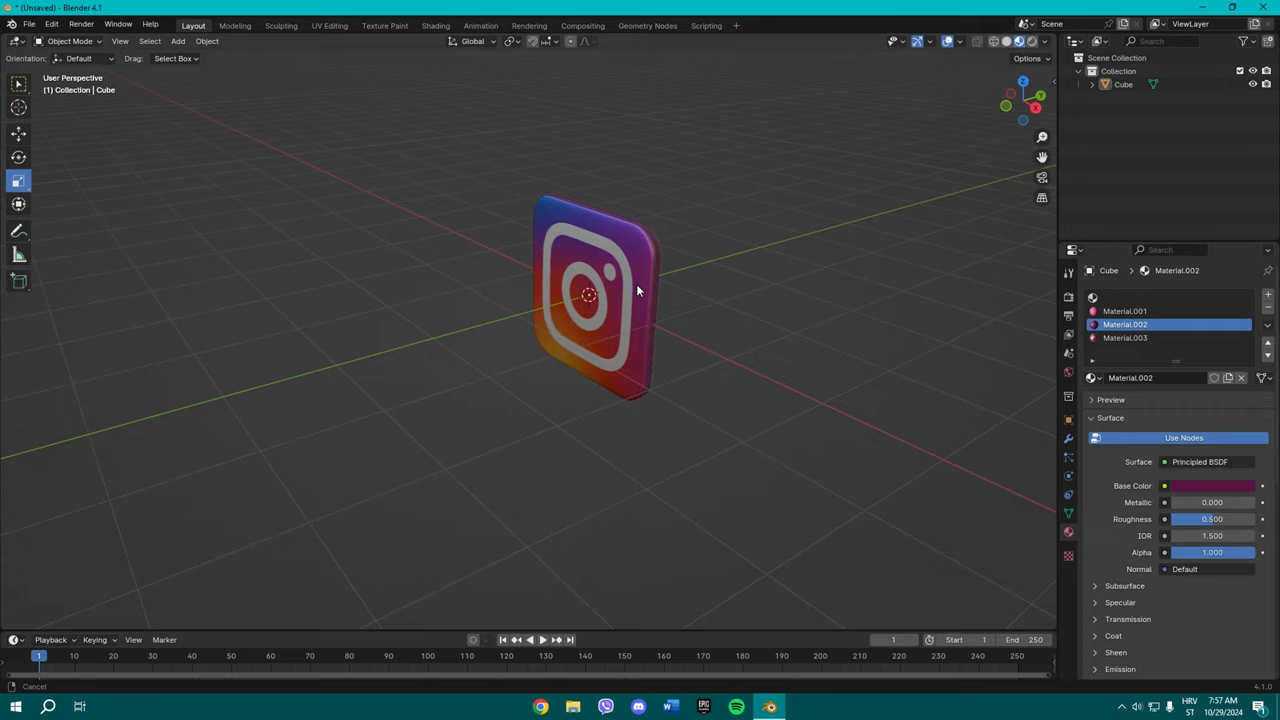 * (Unsaved) - Blender 4.1
File Edit Render Window Help Layout Modeling Sculpting UV Editing Texture Paint Shading Animation Rendering Compositing Geometry Nodes Scripting + Scene ViewLayer
Object Mode View Select Add Object Global Search
Orientation: Default Drag: Select Box Options
User Perspective
(1) Collection | Cube
Scene Collection
Collection
Cube
Z
Y
X
Search
Cube Material.002
Material.001
Material.002
Material.003
Material.002
Preview
Surface
Use Nodes
Surface Principled BSDF
Base Color
Metallic 0.000
Roughness 0.500
IOR 1.500
Alpha 1.000
Normal Default
Subsurface
Specular
Transmission
Coat
Sheen
Emission
Playback Keying View Marker 1 Start 1 End 250
1 10 20 30 40 50 60 70 80 90 100 110 120 130 140 150 160 170 180 190 200 210 220 230 240 250
Cancel 4.1.0
HRV 7:57 AM
ST 10/29/2024